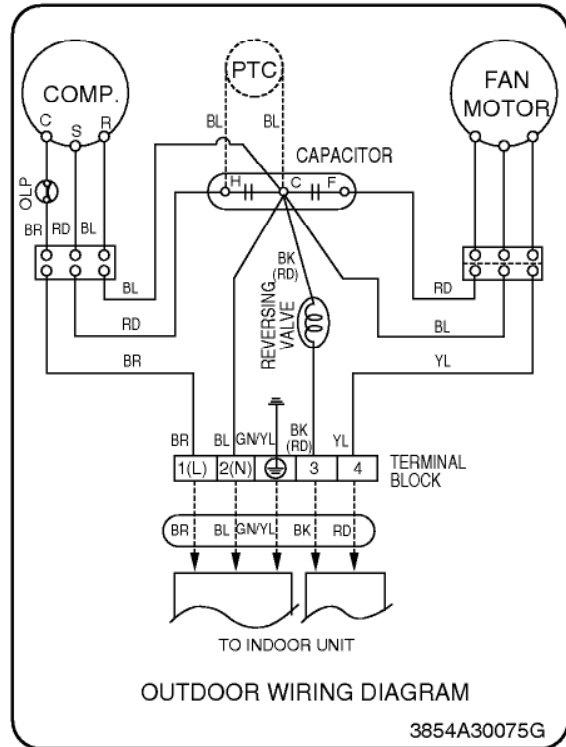 PTC
COMP.
C
S
R
FAN
MOTOR
BL
BL
CAPACITOR
H
C
F
OLP
BR
RD
BL
BK
(RD)
REVERSING
VALVE
BL
RD
RD
BL
BR
YL
BR
BL
GN/YL
BK
(RD)
YL
1(L)
2(N)
3
4
TERMINAL
BLOCK
BR
BL
GN/YL
BK
RD
TO INDOOR UNIT
OUTDOOR WIRING DIAGRAM
3854A30075G